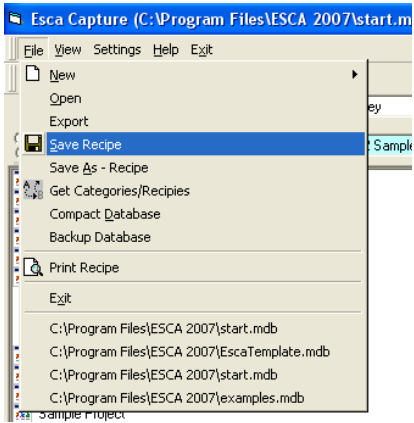 Esca Capture (C:\Program Files\ESCA 2007\start.m
File View Settings Help Exit
New
Open
ey
Export
Save Recipe
Sample
Save As - Recipe
Get Categories/Recipies
Compact Database
Backup Database
Print Recipe
Exit
C:\Program Files\ESCA 2007\start.mdb
C:\Program Files\ESCA 2007\EscaTemplate.mdb
C:\Program Files\ESCA 2007\start.mdb
C:\Program Files\ESCA 2007\examples.mdb
Sample Project